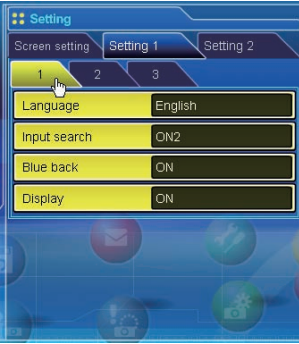 Setting
Screen setting Setting 1 Setting 2
1 2 3
Language English
Input search ON2
Blue back ON
Display ON